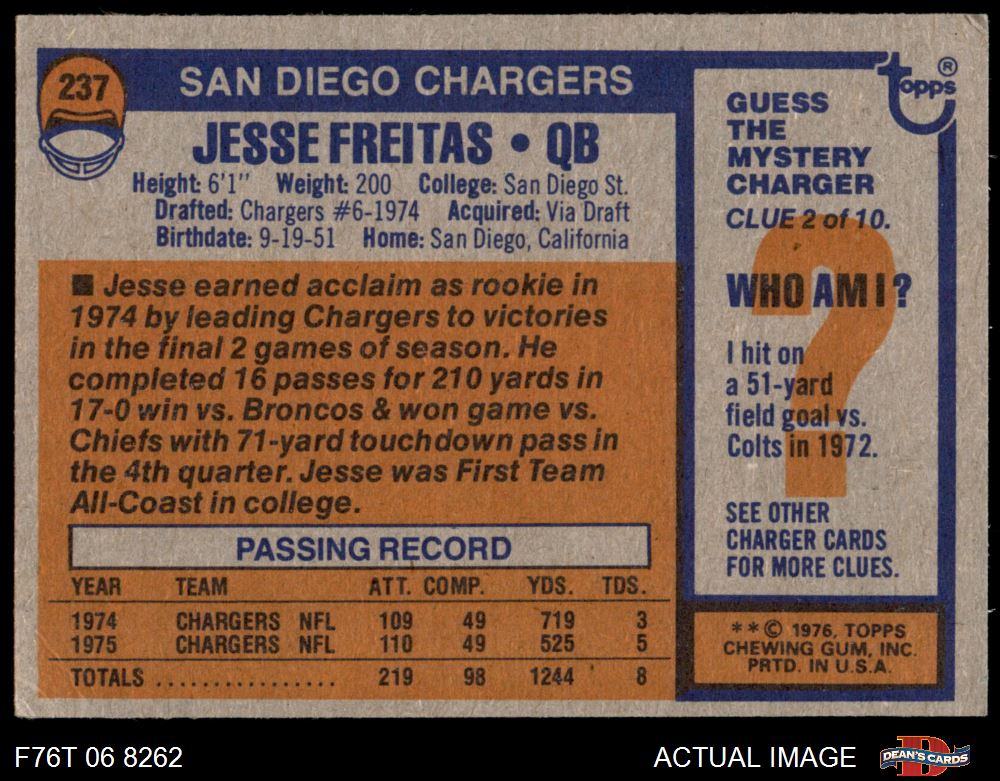 237
SAN DIEGO CHARGERS
JESSE FREITAS • QB
Height: 6'1" Weight: 200 College: San Diego St.
Drafted: Chargers #6-1974 Acquired: Via Draft
Birthdate: 9-19-51 Home: San Diego, California
■ Jesse earned acclaim as rookie in
1974 by leading Chargers to victories
in the final 2 games of season. He
completed 16 passes for 210 yards in
17-0 win vs. Broncos & won game vs.
Chiefs with 71-yard touchdown pass in
the 4th quarter. Jesse was First Team
All-Coast in college.
PASSING RECORD
YEAR TEAM ATT. COMP. YDS. TDS.
1974 CHARGERS NFL 109 49 719 3
1975 CHARGERS NFL 110 49 525 5
TOTALS ................ 219 98 1244 8
Topps ®
GUESS
THE
MYSTERY
CHARGER
CLUE 2 of 10.
?
WHO AM I?
I hit on
a 51-yard
field goal vs.
Colts in 1972.
SEE OTHER
CHARGER CARDS
FOR MORE CLUES.
**© 1976, TOPPS
CHEWING GUM, INC.
PRTD. IN U.S.A.
F76T 06 8262
ACTUAL IMAGE
D
DEAN'S CARDS